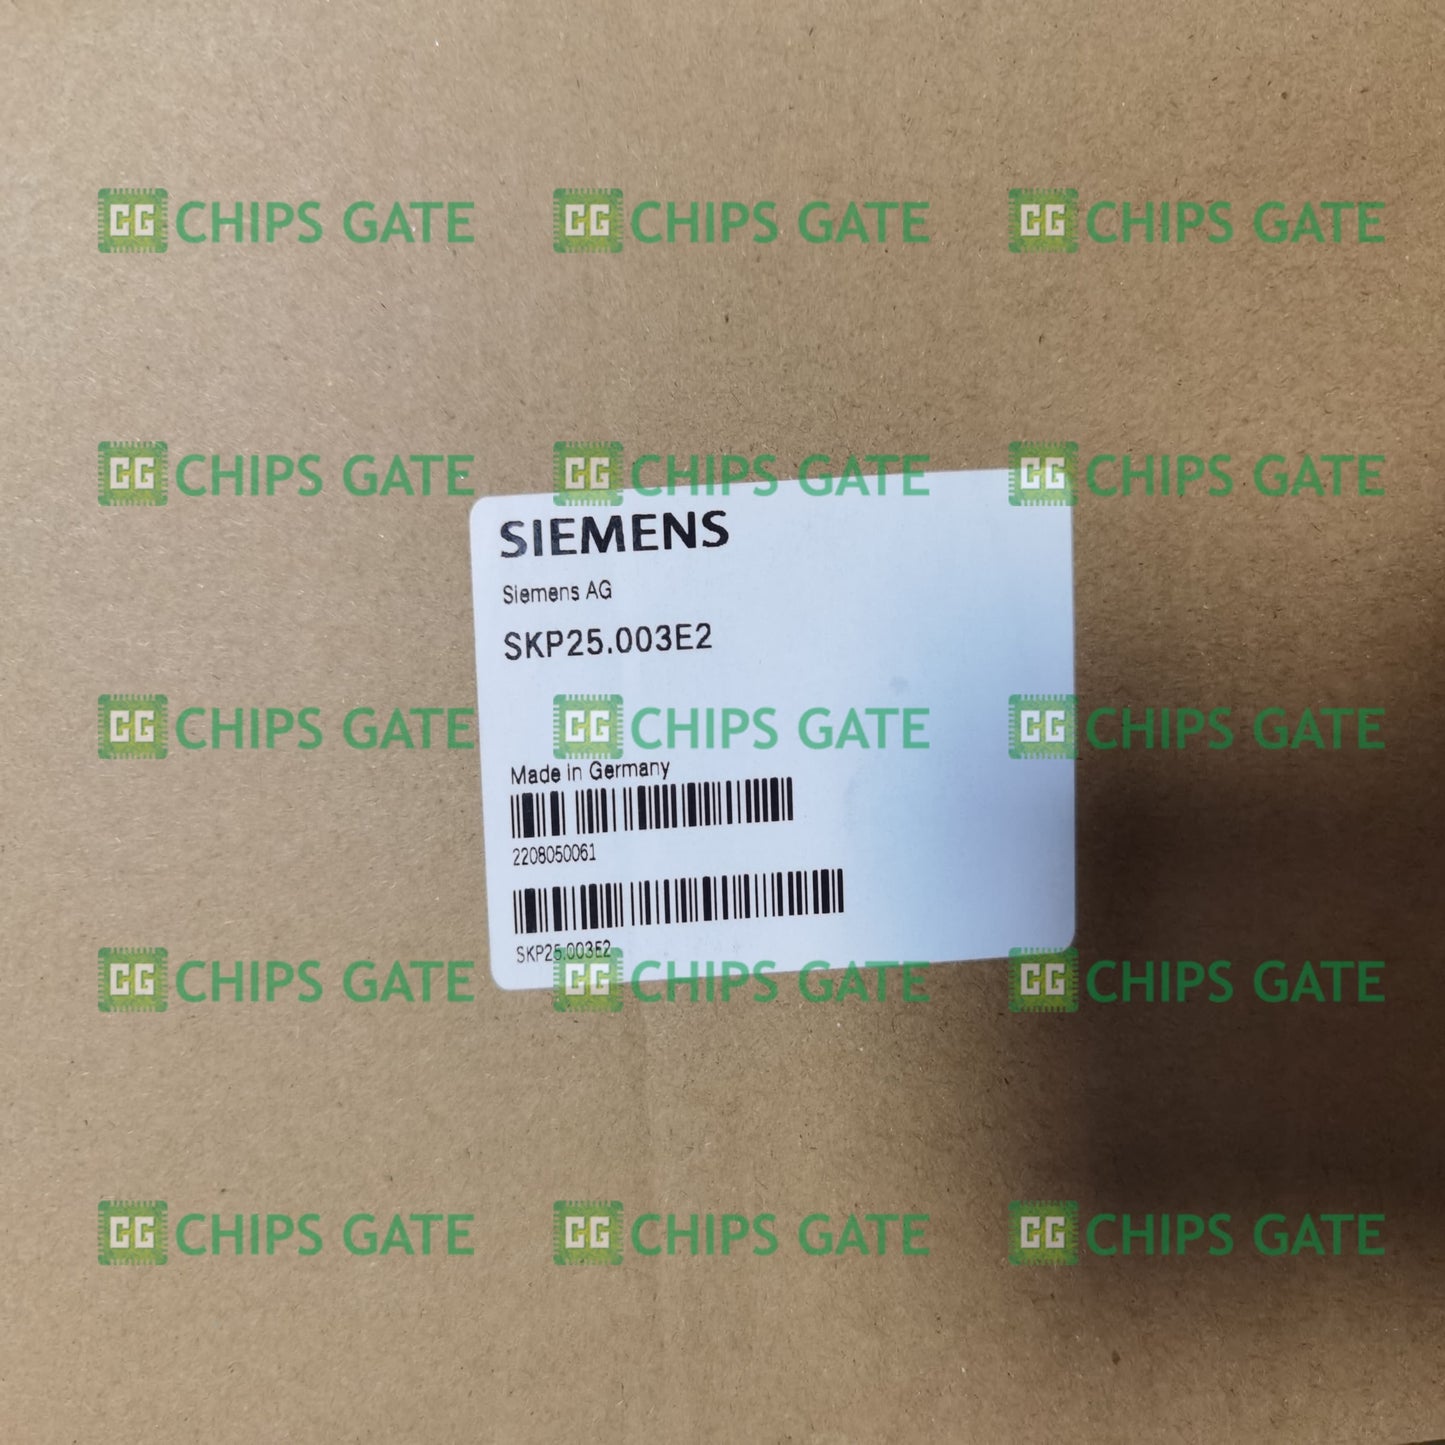 CG CHIPS GATE CG CHIPS GATE CG CHIPS GATE
CG CHIPS GATE CG CHIPS GATE CG CHIPS GATE
SIEMENS
Siemens AG
SKP25.003E2
CG CHIPS GATE CG CHIPS GATE CG CHIPS GATE
Made in Germany
2208050061
SKP25.003E2
CG CHIPS GATE CG CHIPS GATE CG CHIPS GATE
CG CHIPS GATE CG CHIPS GATE CG CHIPS GATE